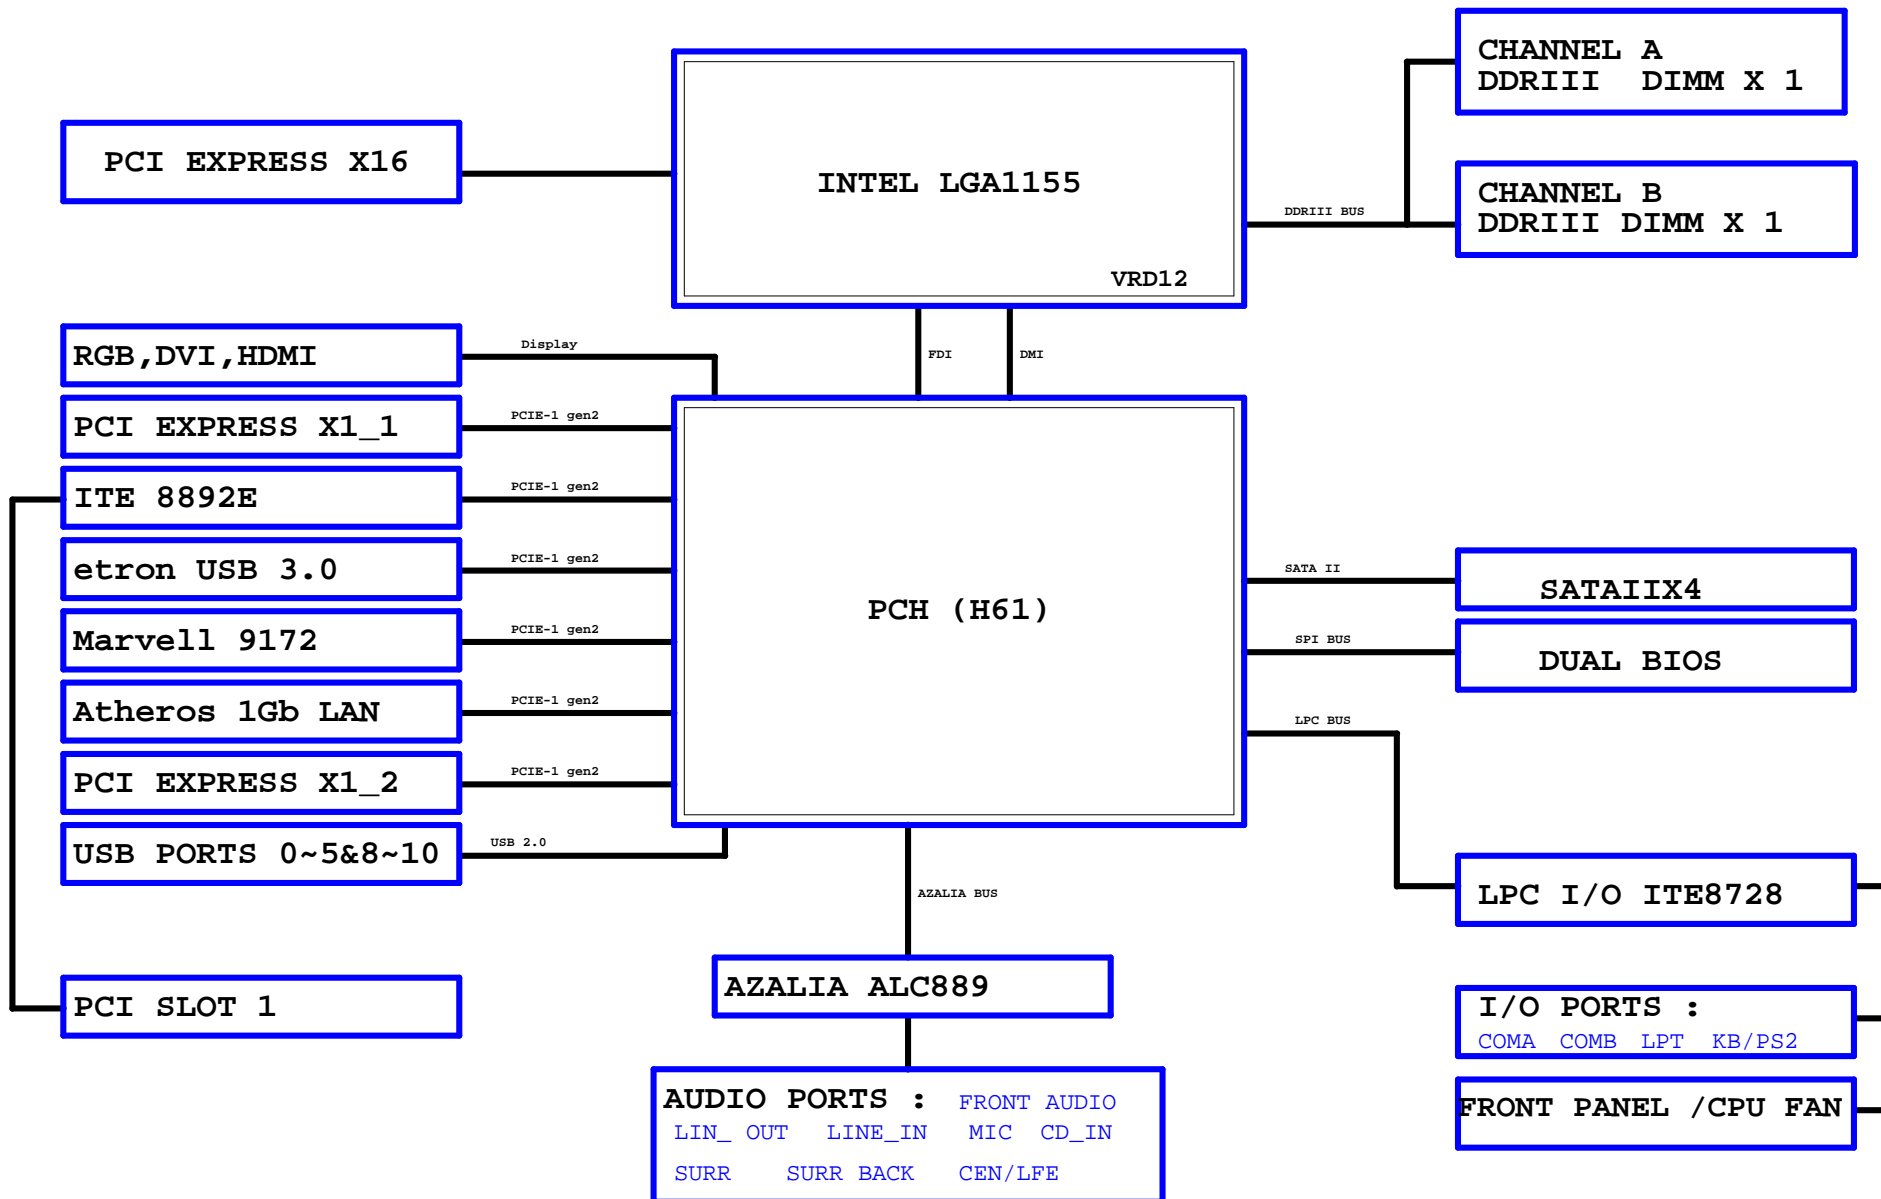 CHANNEL A
DDRIII DIMM X 1
PCI EXPRESS X16
INTEL LGA1155
CHANNEL B
DDRIII DIMM X 1
DDRIII BUS
VRD12
RGB,DVI,HDMI
Display
FDI
DMI
PCI EXPRESS X1_1
PCIE-1 gen2
ITE 8892E
PCIE-1 gen2
etron USB 3.0
PCIE-1 gen2
SATA II
SATAIIX4
PCH (H61)
Marvell 9172
PCIE-1 gen2
SPI BUS
DUAL BIOS
Atheros 1Gb LAN
PCIE-1 gen2
LPC BUS
PCI EXPRESS X1_2
PCIE-1 gen2
USB PORTS 0~5&8~10
USB 2.0
AZALIA BUS
LPC I/O ITE8728
AZALIA ALC889
PCI SLOT 1
I/O PORTS :
COMA COMB LPT KB/PS2
AUDIO PORTS : FRONT AUDIO
LIN_ OUT LINE_IN MIC CD_IN
SURR SURR BACK CEN/LFE
FRONT PANEL /CPU FAN